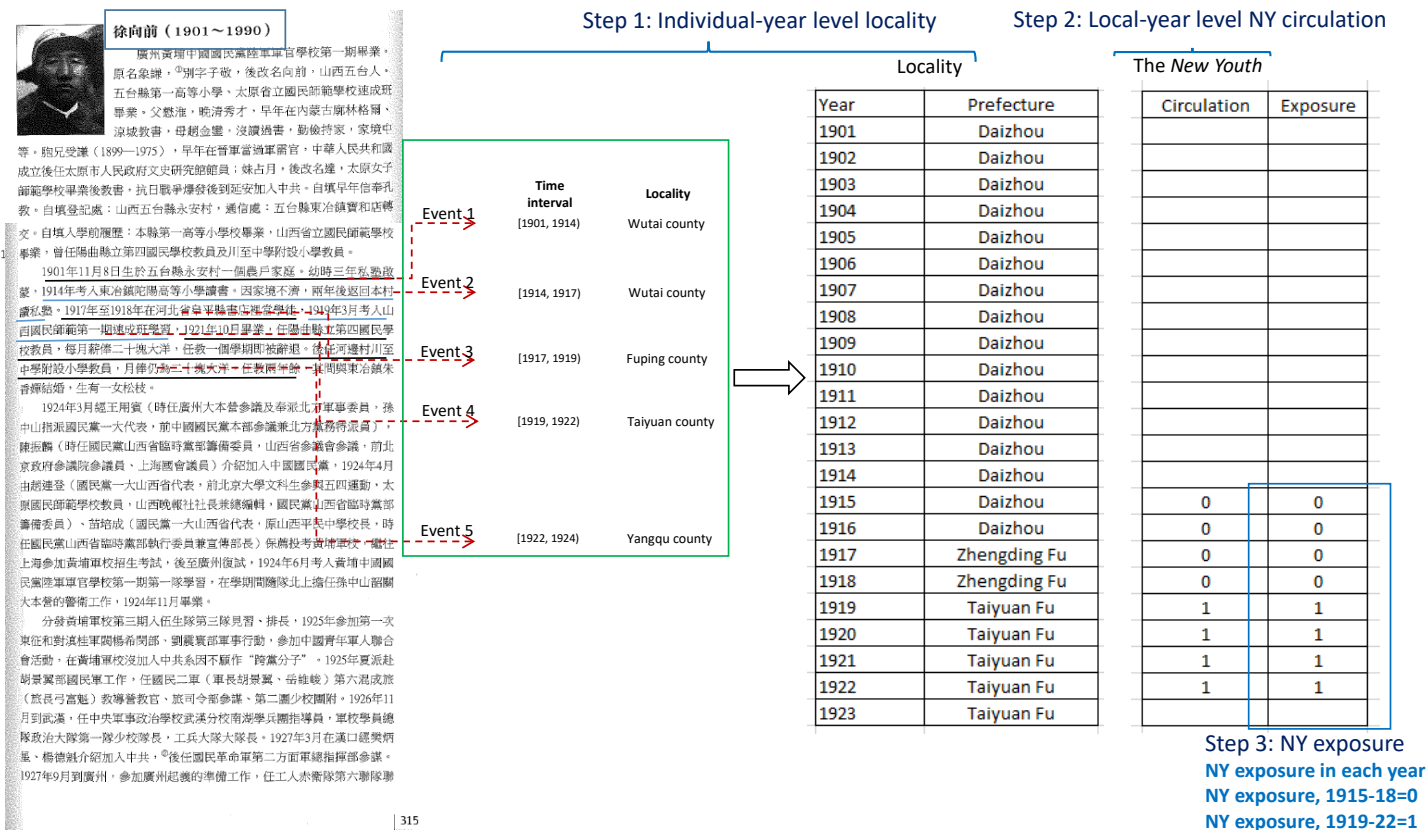 Step 1: Individual-year level locality
Step 2: Local-year level NY circulation
徐向前（1901～1990）
廣州黃埔中國國民黨陸軍軍官學校第一期畢業。
原名象謙，①別字子敬，後改名向前，山西五台人。
五台縣第一高等小學、太原省立國民師範學校速成班
畢業。父懋淮，晚清秀才，早年在內蒙古廓林格爾、
涼城教書，母趙金鑾，沒讀過書，勤儉持家，家境中
等。胞兄受謙（1899—1975），早年在晉軍當過軍需官，中華人民共和國
成立後任太原市人民政府文史研究館館員；妹占月，後改名達，太原女子
師範學校畢業後教書，抗日戰爭爆發後到延安加入中共。自填早年信奉孔
教。自填登記處：山西五台縣永安村，通信處：五台縣東冶鎮寶和店轉
交。自填入學前履歷：本縣第一高等小學校畢業，山西省立國民師範學校
畢業，曾任陽曲縣立第四國民學校教員及川至中學附設小學教員。
1901年11月8日生於五台縣永安村一個農戶家庭。幼時三年私塾啟
蒙，1914年考入東冶鎮陀陽高等小學讀書。因家境不濟，兩年後返回本村
讀私塾。1917年至1918年在河北省阜平縣書店裡當學徒，1919年3月考入山
西國民師範第一期速成班學習，1921年10月畢業，任陽曲縣立第四國民學
校教員，每月薪俸二十塊大洋，任教一個學期即被辭退。後任河邊村川至
中學附設小學教員，月俸仍為二十塊大洋。任教兩年餘，其間與東冶鎮朱
香嬋結婚，生有一女松枝。
1924年3月經王用賓（時任廣州大本營參議及奉派北方軍事委員，孫
中山指派國民黨一大代表，前中國國民黨本部參議兼北方黨務特派員），
陳振麟（時任國民黨山西省臨時黨部籌備委員，山西省參議會參議，前北
京政府參議院參議員、上海國會議員）介紹加入中國國民黨，1924年4月
由趙連登（國民黨一大山西省代表，前北京大學文科生參與五四運動，太
原國民師範學校教員，山西晚報社社長兼總編輯，國民黨山西省臨時黨部
籌備委員）、苗培成（國民黨一大山西省代表，原山西平民中學校長，時
任國民黨山西省臨時黨部執行委員兼宣傳部長）保薦投考黃埔軍校，繼往
上海參加黃埔軍校招生考試，後至廣州復試，1924年6月考入黃埔中國國
民黨陸軍軍官學校第一期第一隊學習，在學期間隨隊北上擔任孫中山韶關
大本營的警衛工作，1924年11月畢業。
分發黃埔軍校第三期入伍生隊第三隊見習、排長，1925年參加第一次
東征和對滇桂軍閥楊希閔部、劉震寰部軍事行動，參加中國青年軍人聯合
會活動，在黃埔軍校沒加入中共系因不願作“跨黨分子”。1925年夏派赴
胡景翼部國民軍工作，任國民二軍（軍長胡景翼、岳維峻）第六混成旅
（旅長弓富魁）教導營教官、旅司令部參謀、第二團少校團附。1926年11
月到武漢，任中央軍事政治學校武漢分校南湖學兵團指導員，軍校學員總
隊政治大隊第一隊少校隊長，工兵大隊大隊長。1927年3月在漢口經樊炳
星、楊德魁介紹加入中共，②後任國民革命軍第二方面軍總指揮部參謀。
1927年9月到廣州，參加廣州起義的準備工作，任工人赤衛隊第六聯隊聯
315
1
Time interval Locality
Event 1 [1901, 1914) Wutai county
Event 2 [1914, 1917) Wutai county
Event 3 [1917, 1919) Fuping county
Event 4 [1919, 1922) Taiyuan county
Event 5 [1922, 1924) Yangqu county
Locality
The New Youth
Year Prefecture Circulation Exposure
1901 Daizhou
1902 Daizhou
1903 Daizhou
1904 Daizhou
1905 Daizhou
1906 Daizhou
1907 Daizhou
1908 Daizhou
1909 Daizhou
1910 Daizhou
1911 Daizhou
1912 Daizhou
1913 Daizhou
1914 Daizhou
1915 Daizhou 0 0
1916 Daizhou 0 0
1917 Zhengding Fu 0 0
1918 Zhengding Fu 0 0
1919 Taiyuan Fu 1 1
1920 Taiyuan Fu 1 1
1921 Taiyuan Fu 1 1
1922 Taiyuan Fu 1 1
1923 Taiyuan Fu
Step 3: NY exposure
NY exposure in each year
NY exposure, 1915-18=0
NY exposure, 1919-22=1